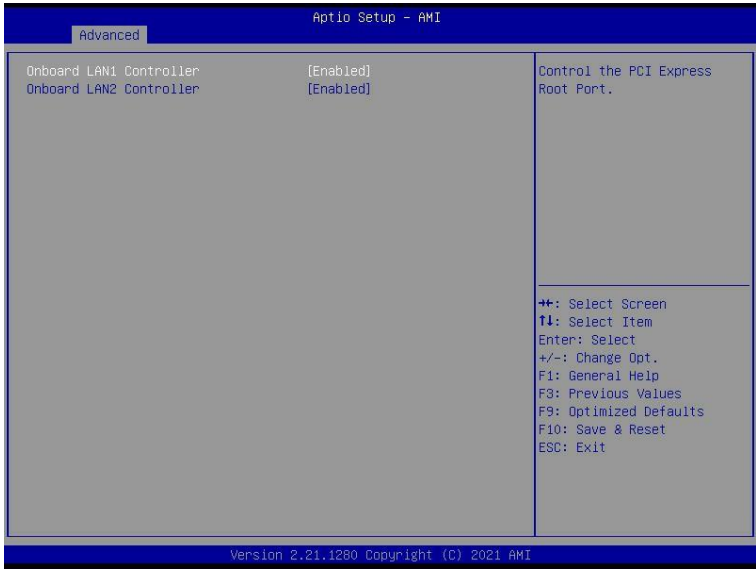 Aptio Setup - AMI
Advanced
Onboard LAN1 Controller [Enabled]
Onboard LAN2 Controller [Enabled]
Control the PCI Express
Root Port.
→←: Select Screen
↑↓: Select Item
Enter: Select
+/-: Change Opt.
F1: General Help
F3: Previous Values
F9: Optimized Defaults
F10: Save & Reset
ESC: Exit
Version 2.21.1280 Copyright (C) 2021 AMI